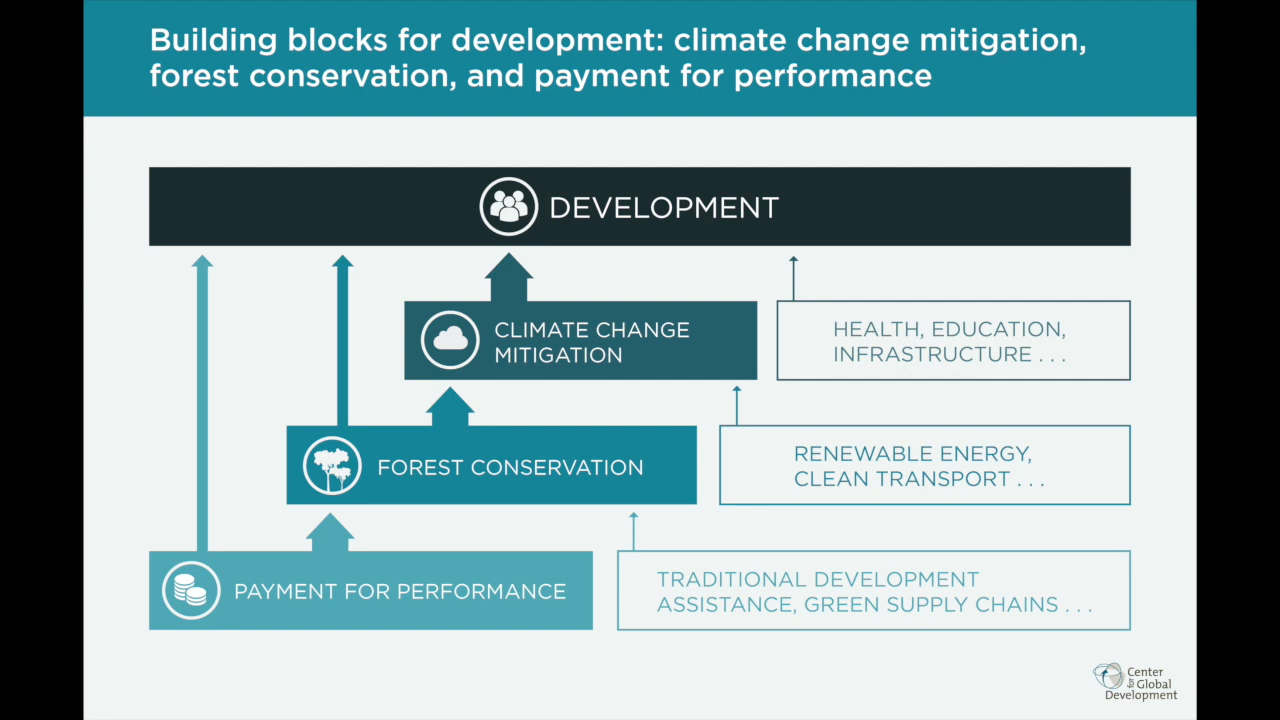 Building blocks for development: climate change mitigation,
forest conservation, and payment for performance
DEVELOPMENT
CLIMATE CHANGE
MITIGATION
HEALTH, EDUCATION,
INFRASTRUCTURE . . .
FOREST CONSERVATION
RENEWABLE ENERGY,
CLEAN TRANSPORT . . .
PAYMENT FOR PERFORMANCE
TRADITIONAL DEVELOPMENT
ASSISTANCE, GREEN SUPPLY CHAINS . . .
Center
for Global
Development